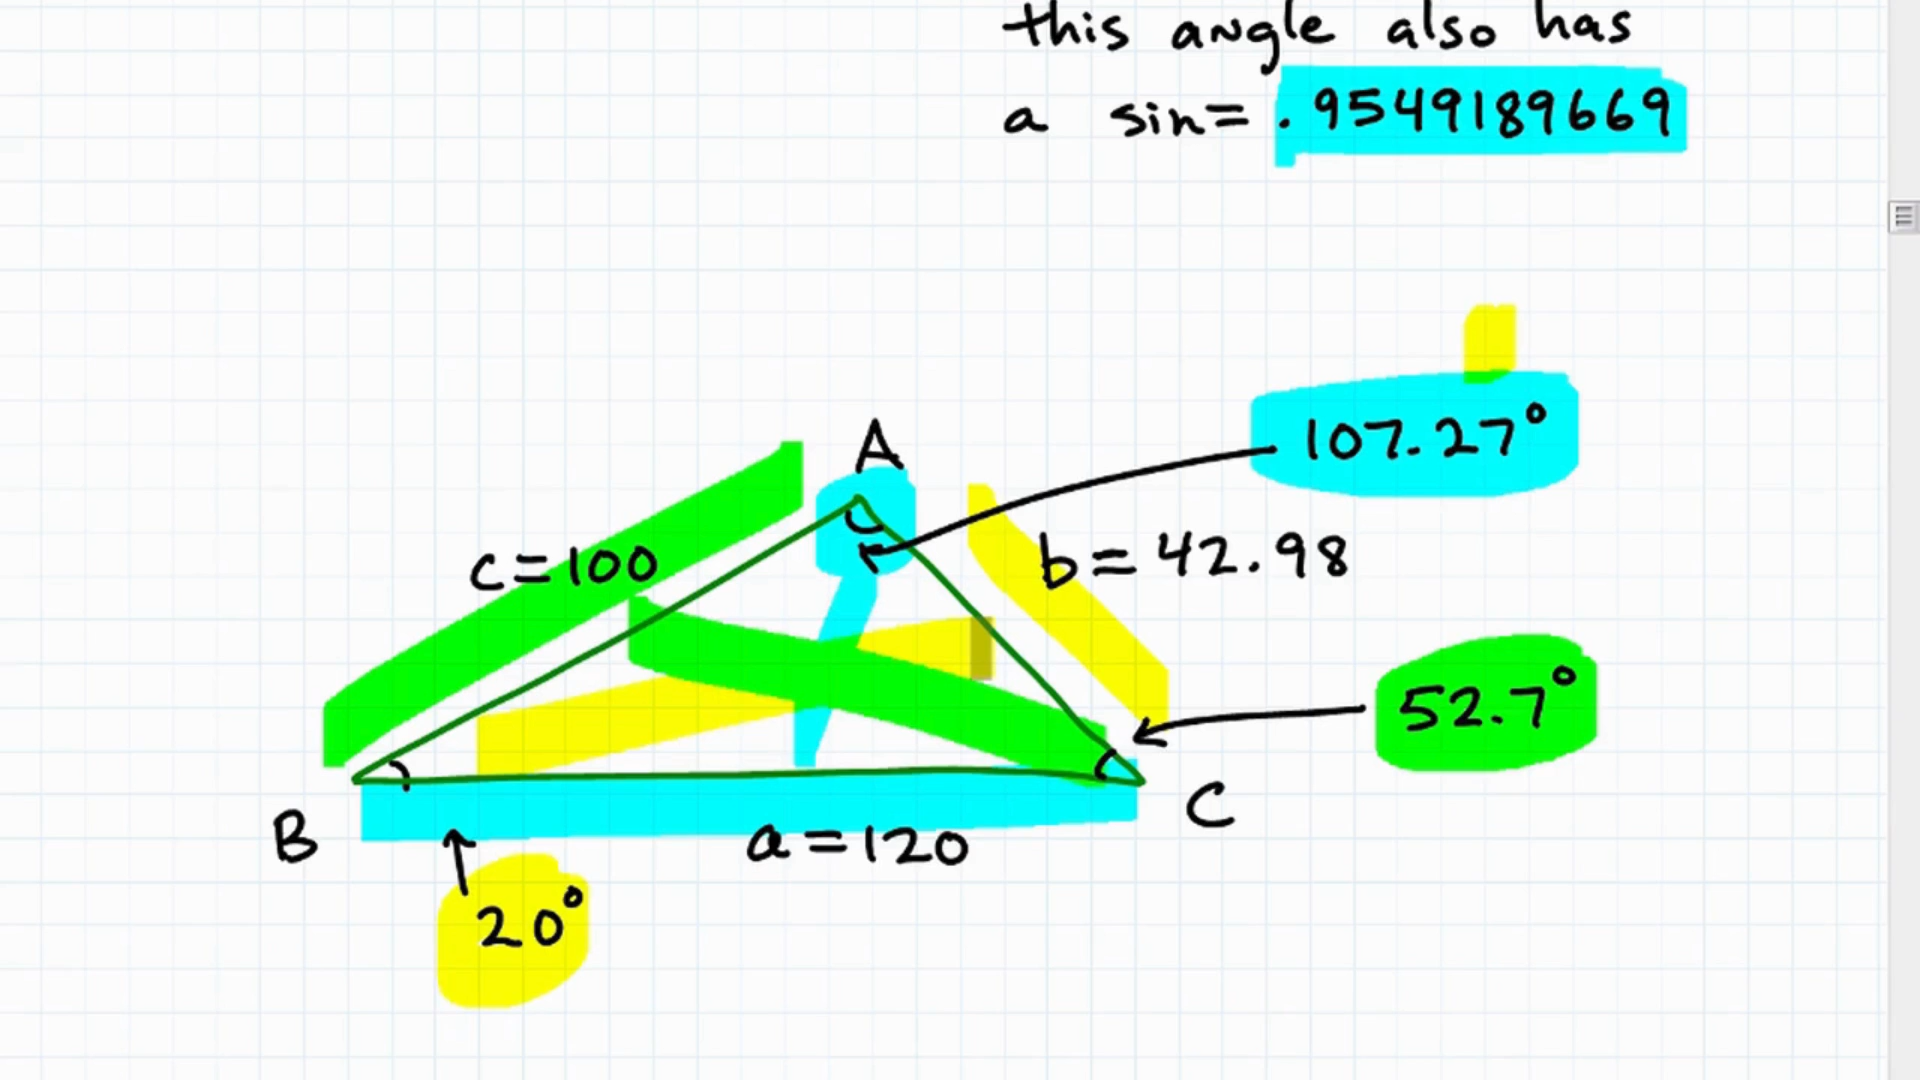 this angle also has
a sin= .9549189669
107.27°
A
c=100
b=42.98
52.7°
B
a=120
C
20°